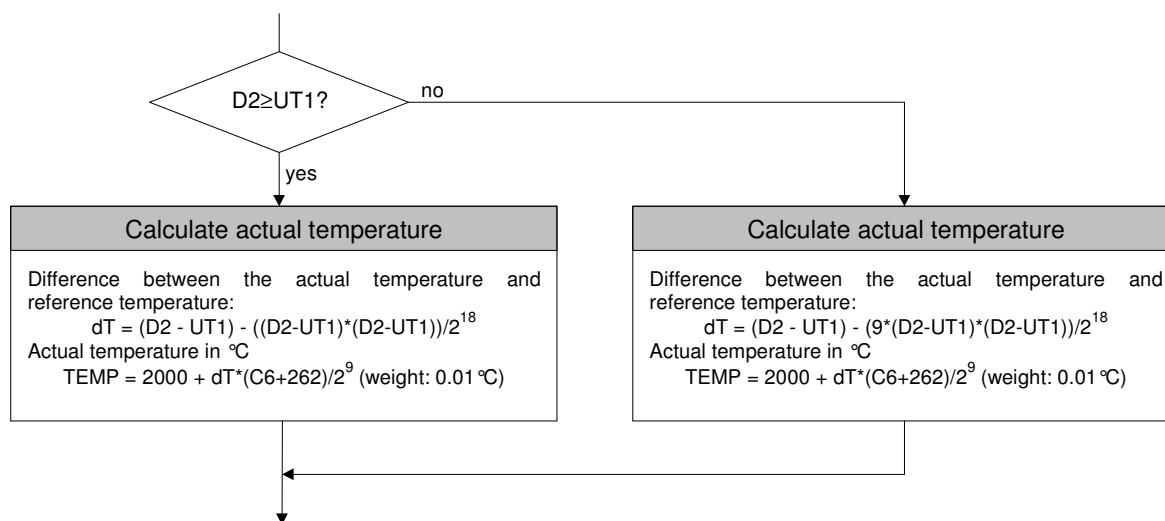 D2≥UT1?
no
yes
Calculate actual temperature
Difference between the actual temperature and
reference temperature:
dT = (D2 - UT1) - ((D2-UT1)*(D2-UT1))/2^18
Actual temperature in °C
TEMP = 2000 + dT*(C6+262)/2^9 (weight: 0.01°C)
Calculate actual temperature
Difference between the actual temperature and
reference temperature:
dT = (D2 - UT1) - (9*(D2-UT1)*(D2-UT1))/2^18
Actual temperature in °C
TEMP = 2000 + dT*(C6+262)/2^9 (weight: 0.01°C)